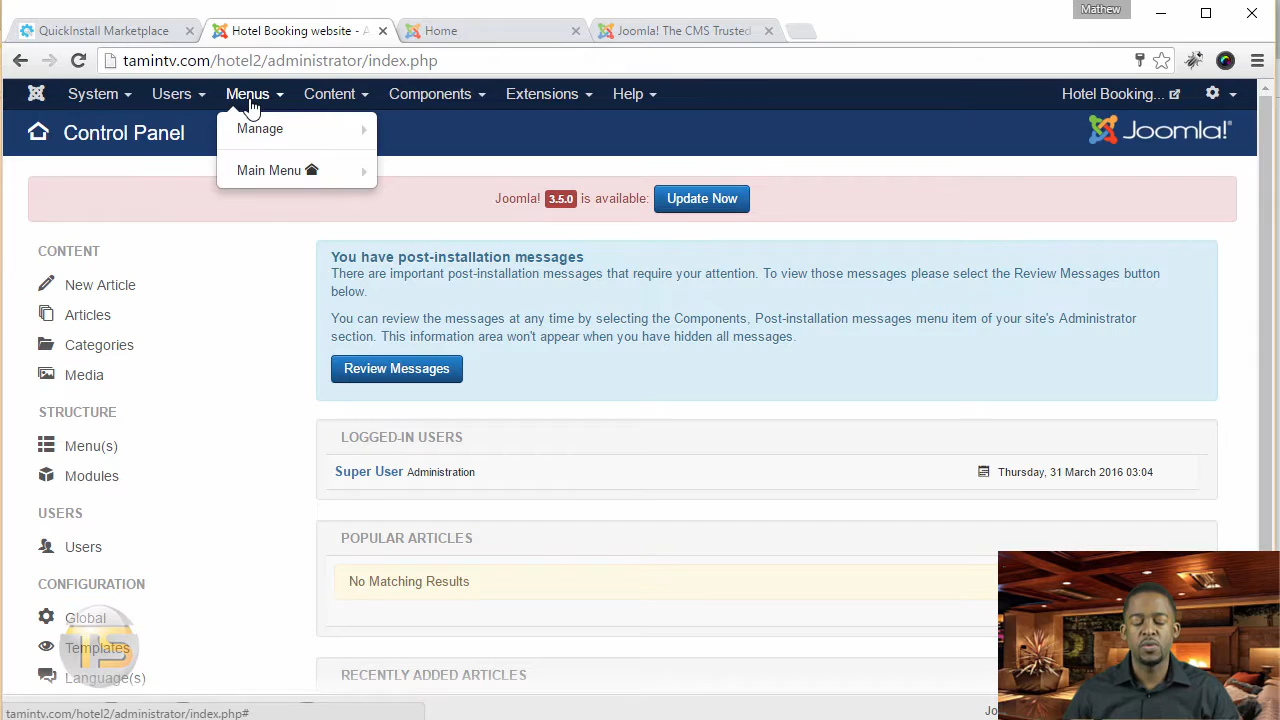 Mathew
QuickInstall Marketplace
Hotel Booking website - A
Home
Joomla! The CMS Trusted
tamintv.com/hotel2/administrator/index.php
System
Users
Menus
Content
Components
Extensions
Help
Hotel Booking...
Control Panel
Joomla!
Manage
Main Menu
Joomla! 3.5.0 is available: Update Now
CONTENT
New Article
Articles
Categories
Media
STRUCTURE
Menu(s)
Modules
USERS
Users
CONFIGURATION
Global
Templates
Language(s)
You have post-installation messages
There are important post-installation messages that require your attention. To view those messages please select the Review Messages button
below.
You can review the messages at any time by selecting the Components, Post-installation messages menu item of your site's Administrator
section. This information area won't appear when you have hidden all messages.
Review Messages
LOGGED-IN USERS
Super User Administration
Thursday, 31 March 2016 03:04
POPULAR ARTICLES
No Matching Results
RECENTLY ADDED ARTICLES
TS
tamintv.com/hotel2/administrator/index.php#
Jo